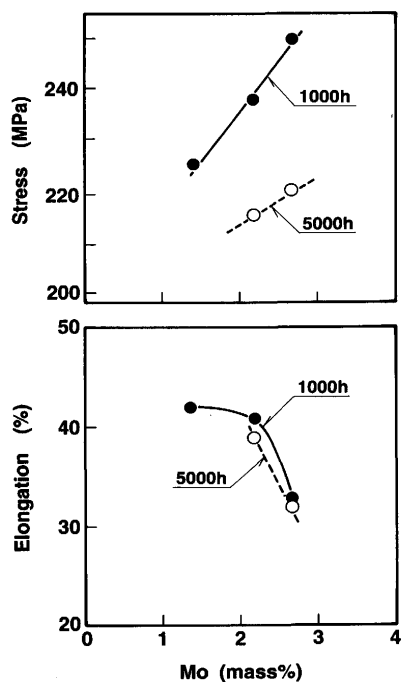 Stress (MPa)
240
220
200
1000h
5000h
Elongation (%)
50
40
30
20
1000h
5000h
0 1 2 3 4
Mo (mass%)